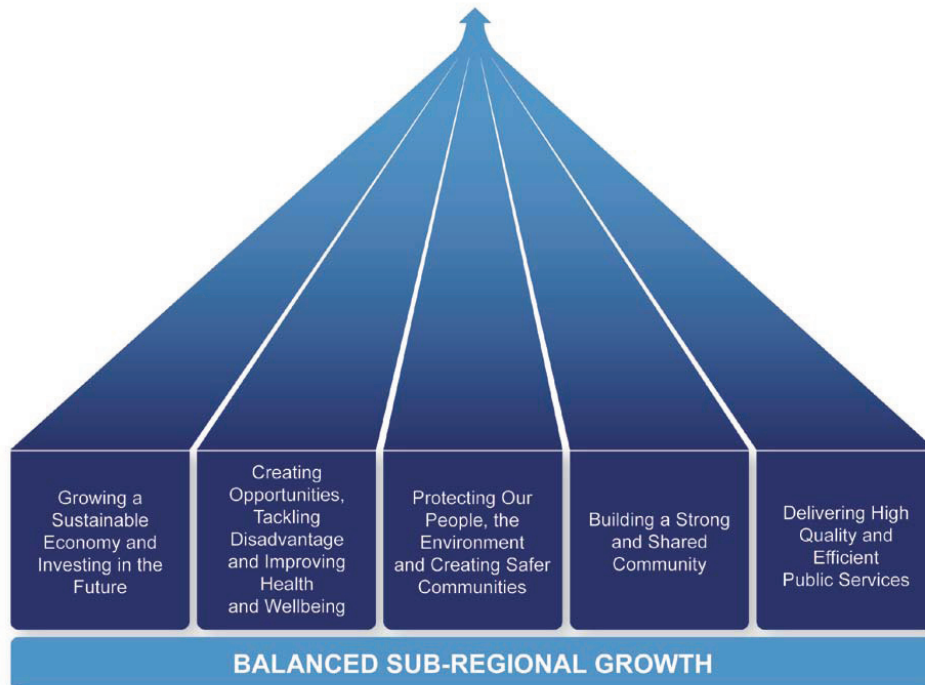 Growing a
Sustainable
Economy and
Investing in the
Future
Creating
Opportunities,
Tackling
Disadvantage
and Improving
Health
and Wellbeing
Protecting Our
People, the
Environment
and Creating Safer
Communities
Building a Strong
and Shared
Community
Delivering High
Quality and
Efficient
Public Services
BALANCED SUB-REGIONAL GROWTH